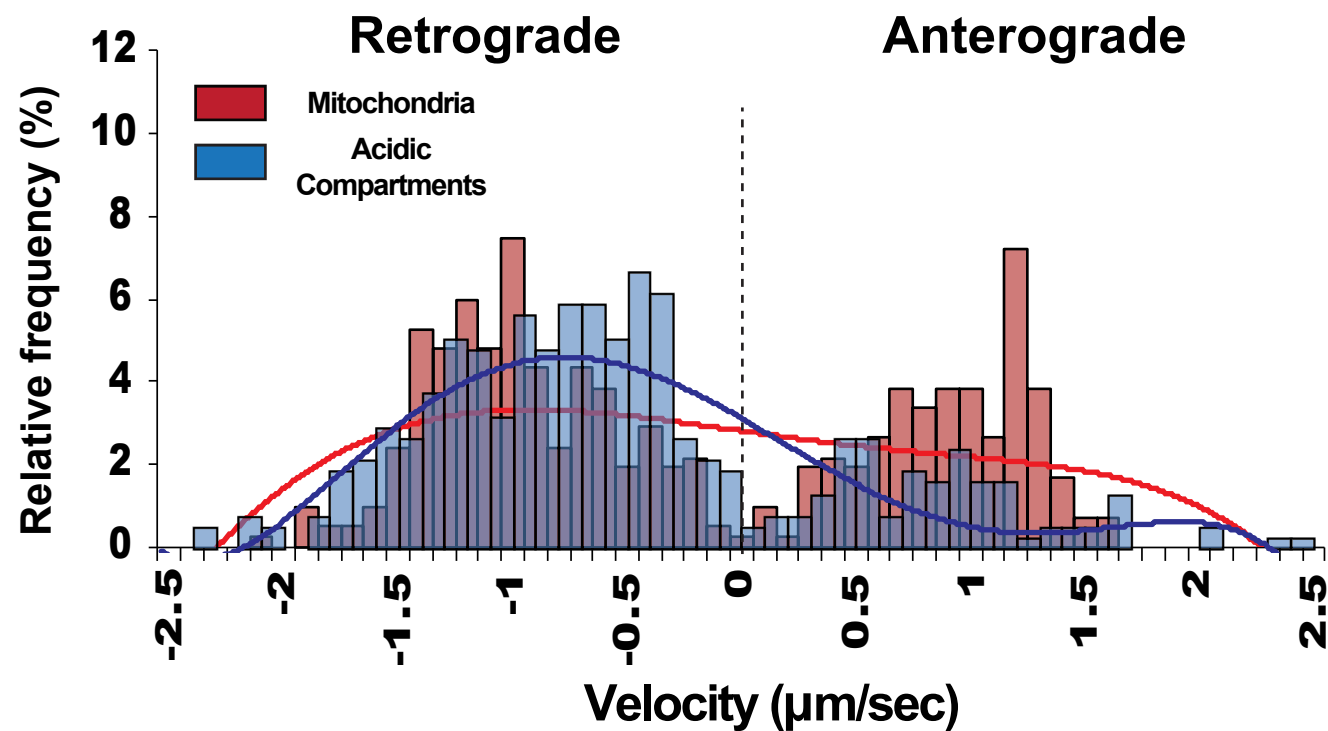 Retrograde
Anterograde
12
10
8
6
4
2
0
Relative frequency (%)
Mitochondria
Acidic
Compartments
-2.5
-2
-1.5
-1
-0.5
0
0.5
1
1.5
2
2.5
Velocity (μm/sec)